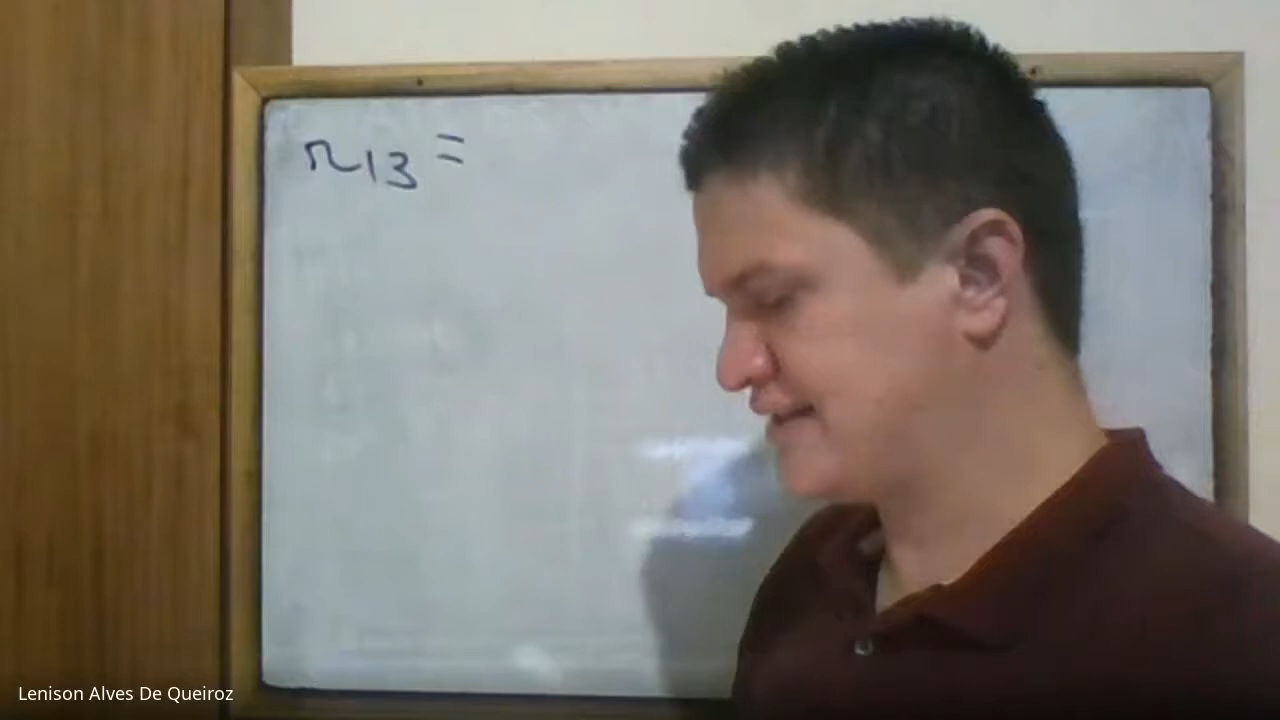 r13 =
Lenison Alves De Queiroz